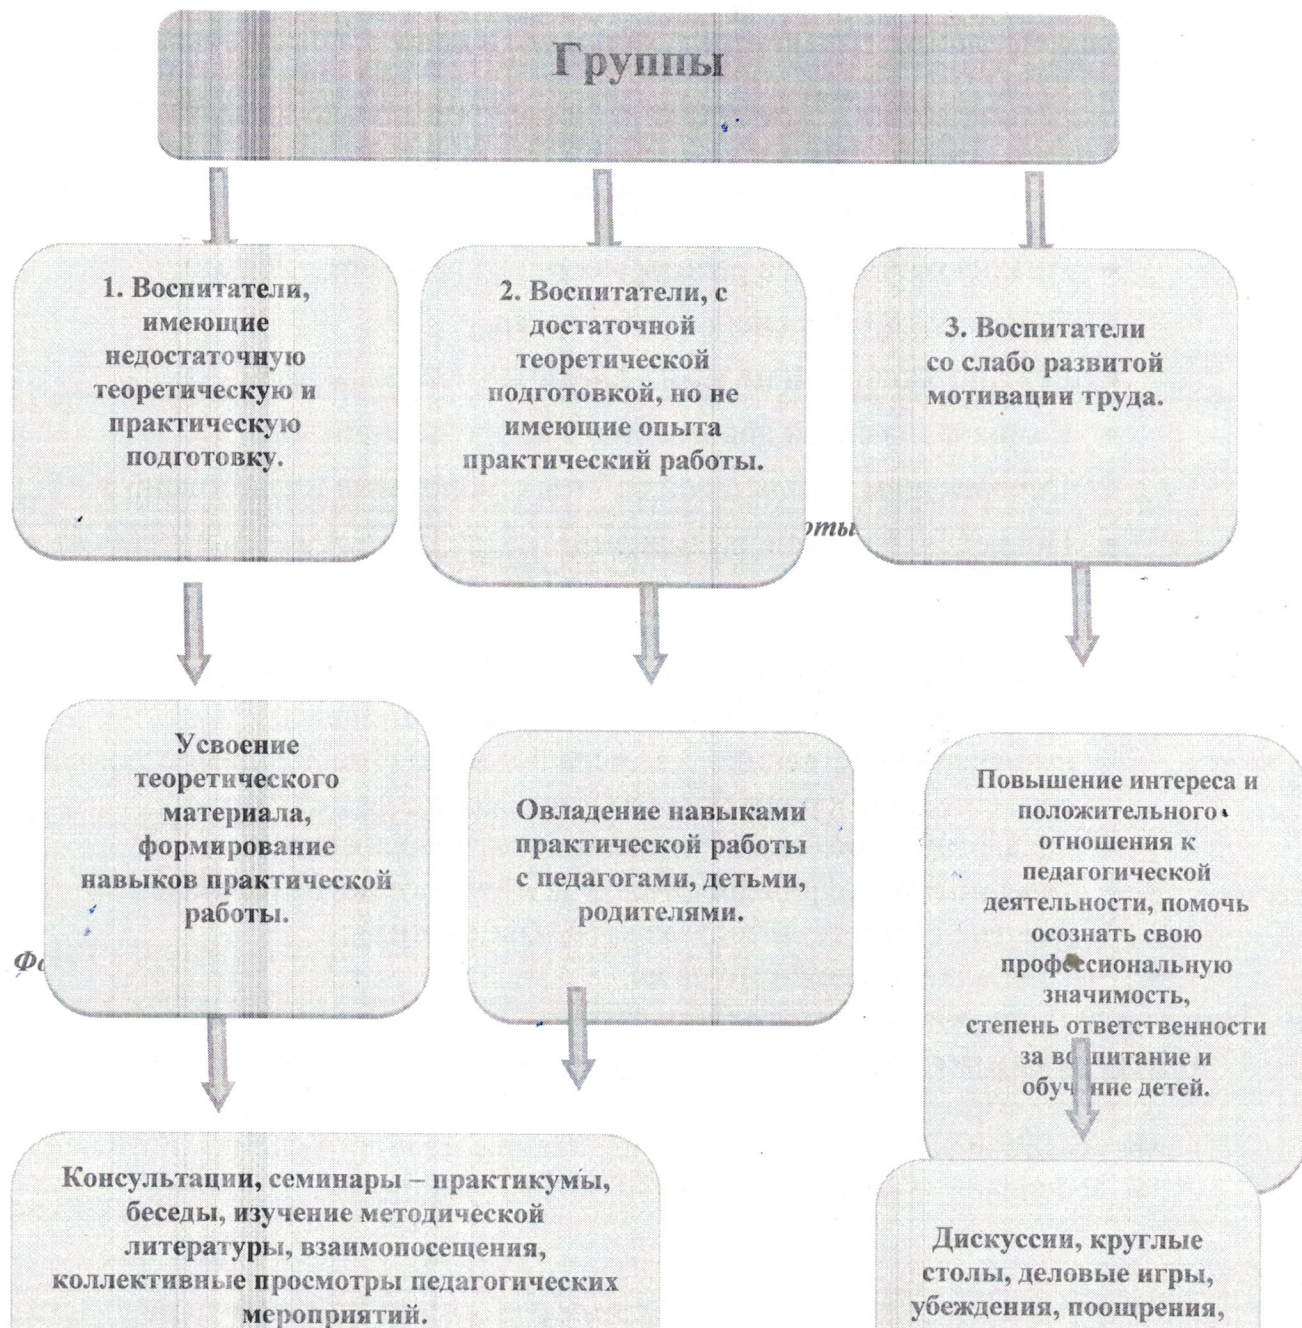 Группы
1. Воспитатели,
имеющие
недостаточную
теоретическую и
практическую
подготовку.
2. Воспитатели, с
достаточной
теоретической
подготовкой, но не
имеющие опыта
практический работы.
3. Воспитатели
со слабо развитой
мотивации труда.
Усвоение
теоретического
материала,
формирование
навыков практической
работы.
Овладение навыками
практической работы
с педагогами, детьми,
родителями.
Повышение интереса и
положительного
отношения к
педагогической
деятельности, помочь
осознать свою
профессиональную
значимость,
степень ответственности
за воспитание и
обучение детей.
Консультации, семинары – практикумы,
беседы, изучение методической
литературы, взаимопосещения,
коллективные просмотры педагогических
мероприятий.
Дискуссии, круглые
столы, деловые игры,
убеждения, поощрения,